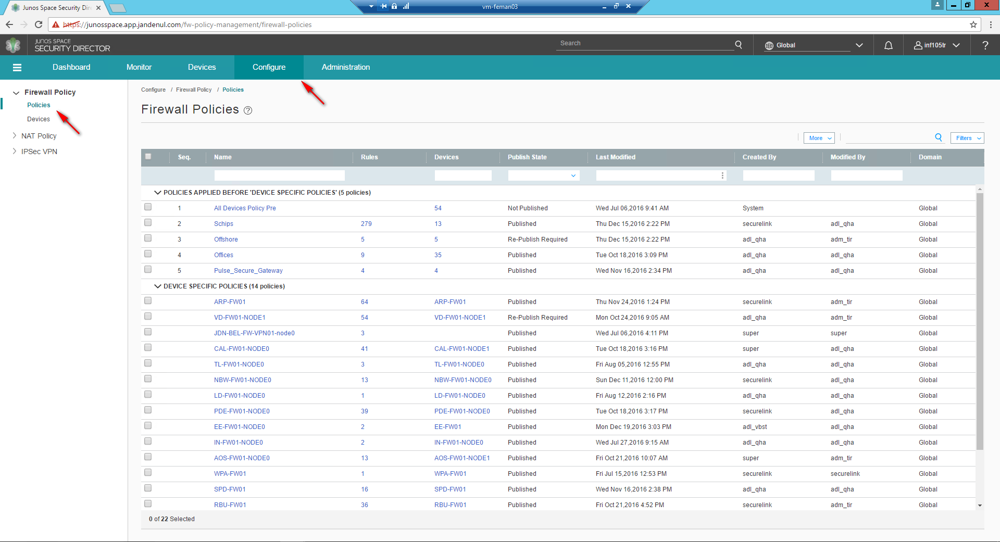 Junos Space Security Dire
vm-feman03
https://junosspace.app.jandenul.com/fw-policy-management/firewall-policies
JUNOS SPACE
SECURITY DIRECTOR
Search
Global
inf105tr
?
Dashboard Monitor Devices Configure Administration
Firewall Policy
Policies
Devices
NAT Policy
IPSec VPN
Configure / Firewall Policy / Policies
Firewall Policies ?
More Filters
Seq. Name Rules Devices Publish State Last Modified Created By Modified By Domain
POLICIES APPLIED BEFORE 'DEVICE SPECIFIC POLICIES' (5 policies)
1 All Devices Policy Pre 54 Not Published Wed Jul 06,2016 9:41 AM System Global
2 Schips 279 13 Published Thu Dec 15,2016 2:22 PM securelink adl_qha Global
3 Offshore 5 5 Re-Publish Required Thu Dec 15,2016 2:22 PM adl_qha adm_tir Global
4 Offices 9 35 Published Tue Oct 18,2016 3:09 PM adl_qha adl_qha Global
5 Pulse_Secure_Gateway 4 4 Published Wed Nov 16,2016 2:34 PM adl_qha adl_qha Global
DEVICE SPECIFIC POLICIES (14 policies)
ARP-FW01 64 ARP-FW01 Published Thu Nov 24,2016 1:24 PM securelink adm_tir Global
VD-FW01-NODE1 54 VD-FW01-NODE1 Re-Publish Required Mon Oct 24,2016 9:05 AM adl_qha adm_tir Global
JDN-BEL-FW-VPN01-node0 3 Published Wed Jul 06,2016 4:11 PM super super Global
CAL-FW01-NODE0 41 CAL-FW01-NODE1 Published Tue Oct 18,2016 3:16 PM super adl_qha Global
TL-FW01-NODE0 3 TL-FW01-NODE0 Published Fri Aug 05,2016 12:55 PM adl_qha adl_qha Global
NBW-FW01-NODE0 13 NBW-FW01-NODE0 Published Sun Dec 11,2016 12:00 PM securelink adl_qha Global
LD-FW01-NODE0 1 LD-FW01-NODE0 Published Fri Aug 12,2016 2:16 PM adl_qha adl_qha Global
PDE-FW01-NODE0 39 PDE-FW01-NODE0 Published Tue Oct 18,2016 3:17 PM securelink adl_qha Global
EE-FW01-NODE0 2 EE-FW01 Published Mon Dec 19,2016 3:03 PM adl_vbst adl_qha Global
IN-FW01-NODE0 2 IN-FW01-NODE0 Published Wed Jul 27,2016 9:15 AM adl_qha adl_qha Global
AOS-FW01-NODE0 13 AOS-FW01-NODE1 Published Fri Oct 21,2016 10:07 AM super adm_tir Global
WPA-FW01 1 WPA-FW01 Published Fri Jul 15,2016 12:53 PM securelink securelink Global
SPD-FW01 16 SPD-FW01 Published Wed Nov 16,2016 2:38 PM adl_qha adl_qha Global
RBU-FW01 36 RBU-FW01 Published Fri Oct 21,2016 4:52 PM securelink adm_tir Global
0 of 22 Selected